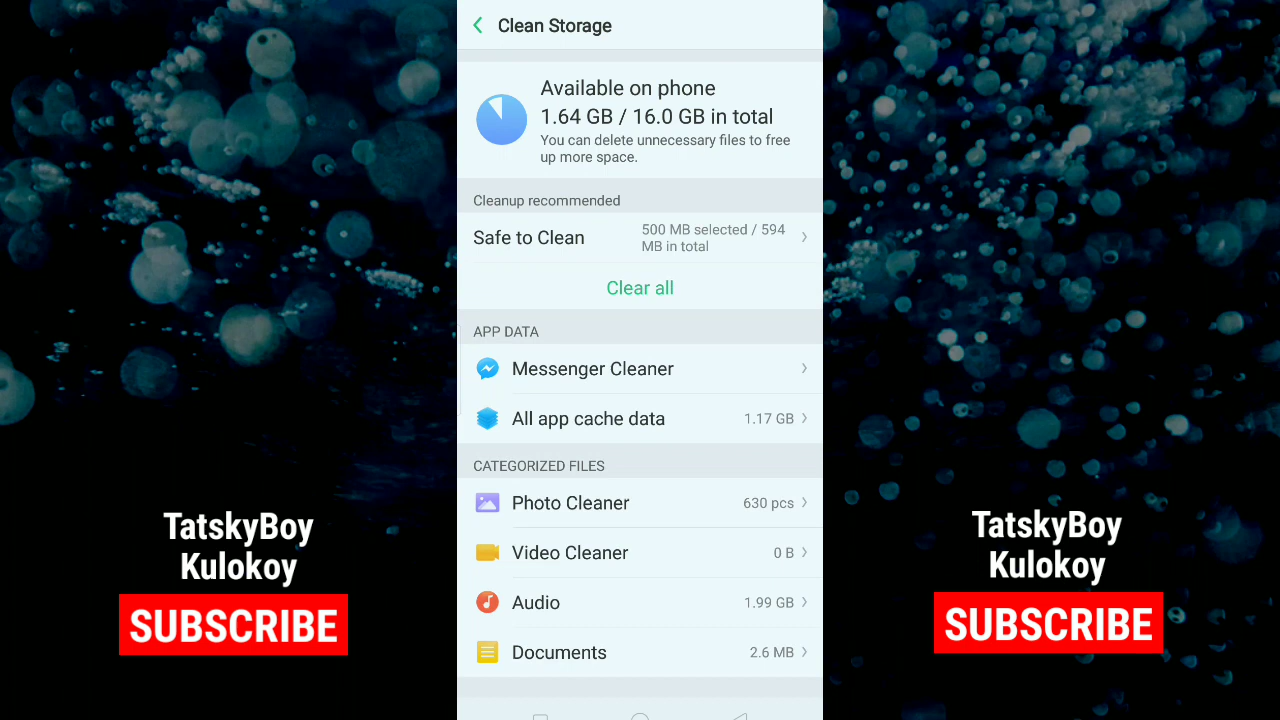 Clean Storage
Available on phone
1.64 GB / 16.0 GB in total
You can delete unnecessary files to free
up more space.
Cleanup recommended
Safe to Clean
500 MB selected / 594
MB in total
Clear all
APP DATA
Messenger Cleaner
All app cache data 1.17 GB
CATEGORIZED FILES
Photo Cleaner 630 pcs
Video Cleaner 0 B
Audio 1.99 GB
Documents 2.6 MB
TatskyBoy
Kulokoy
SUBSCRIBE
TatskyBoy
Kulokoy
SUBSCRIBE